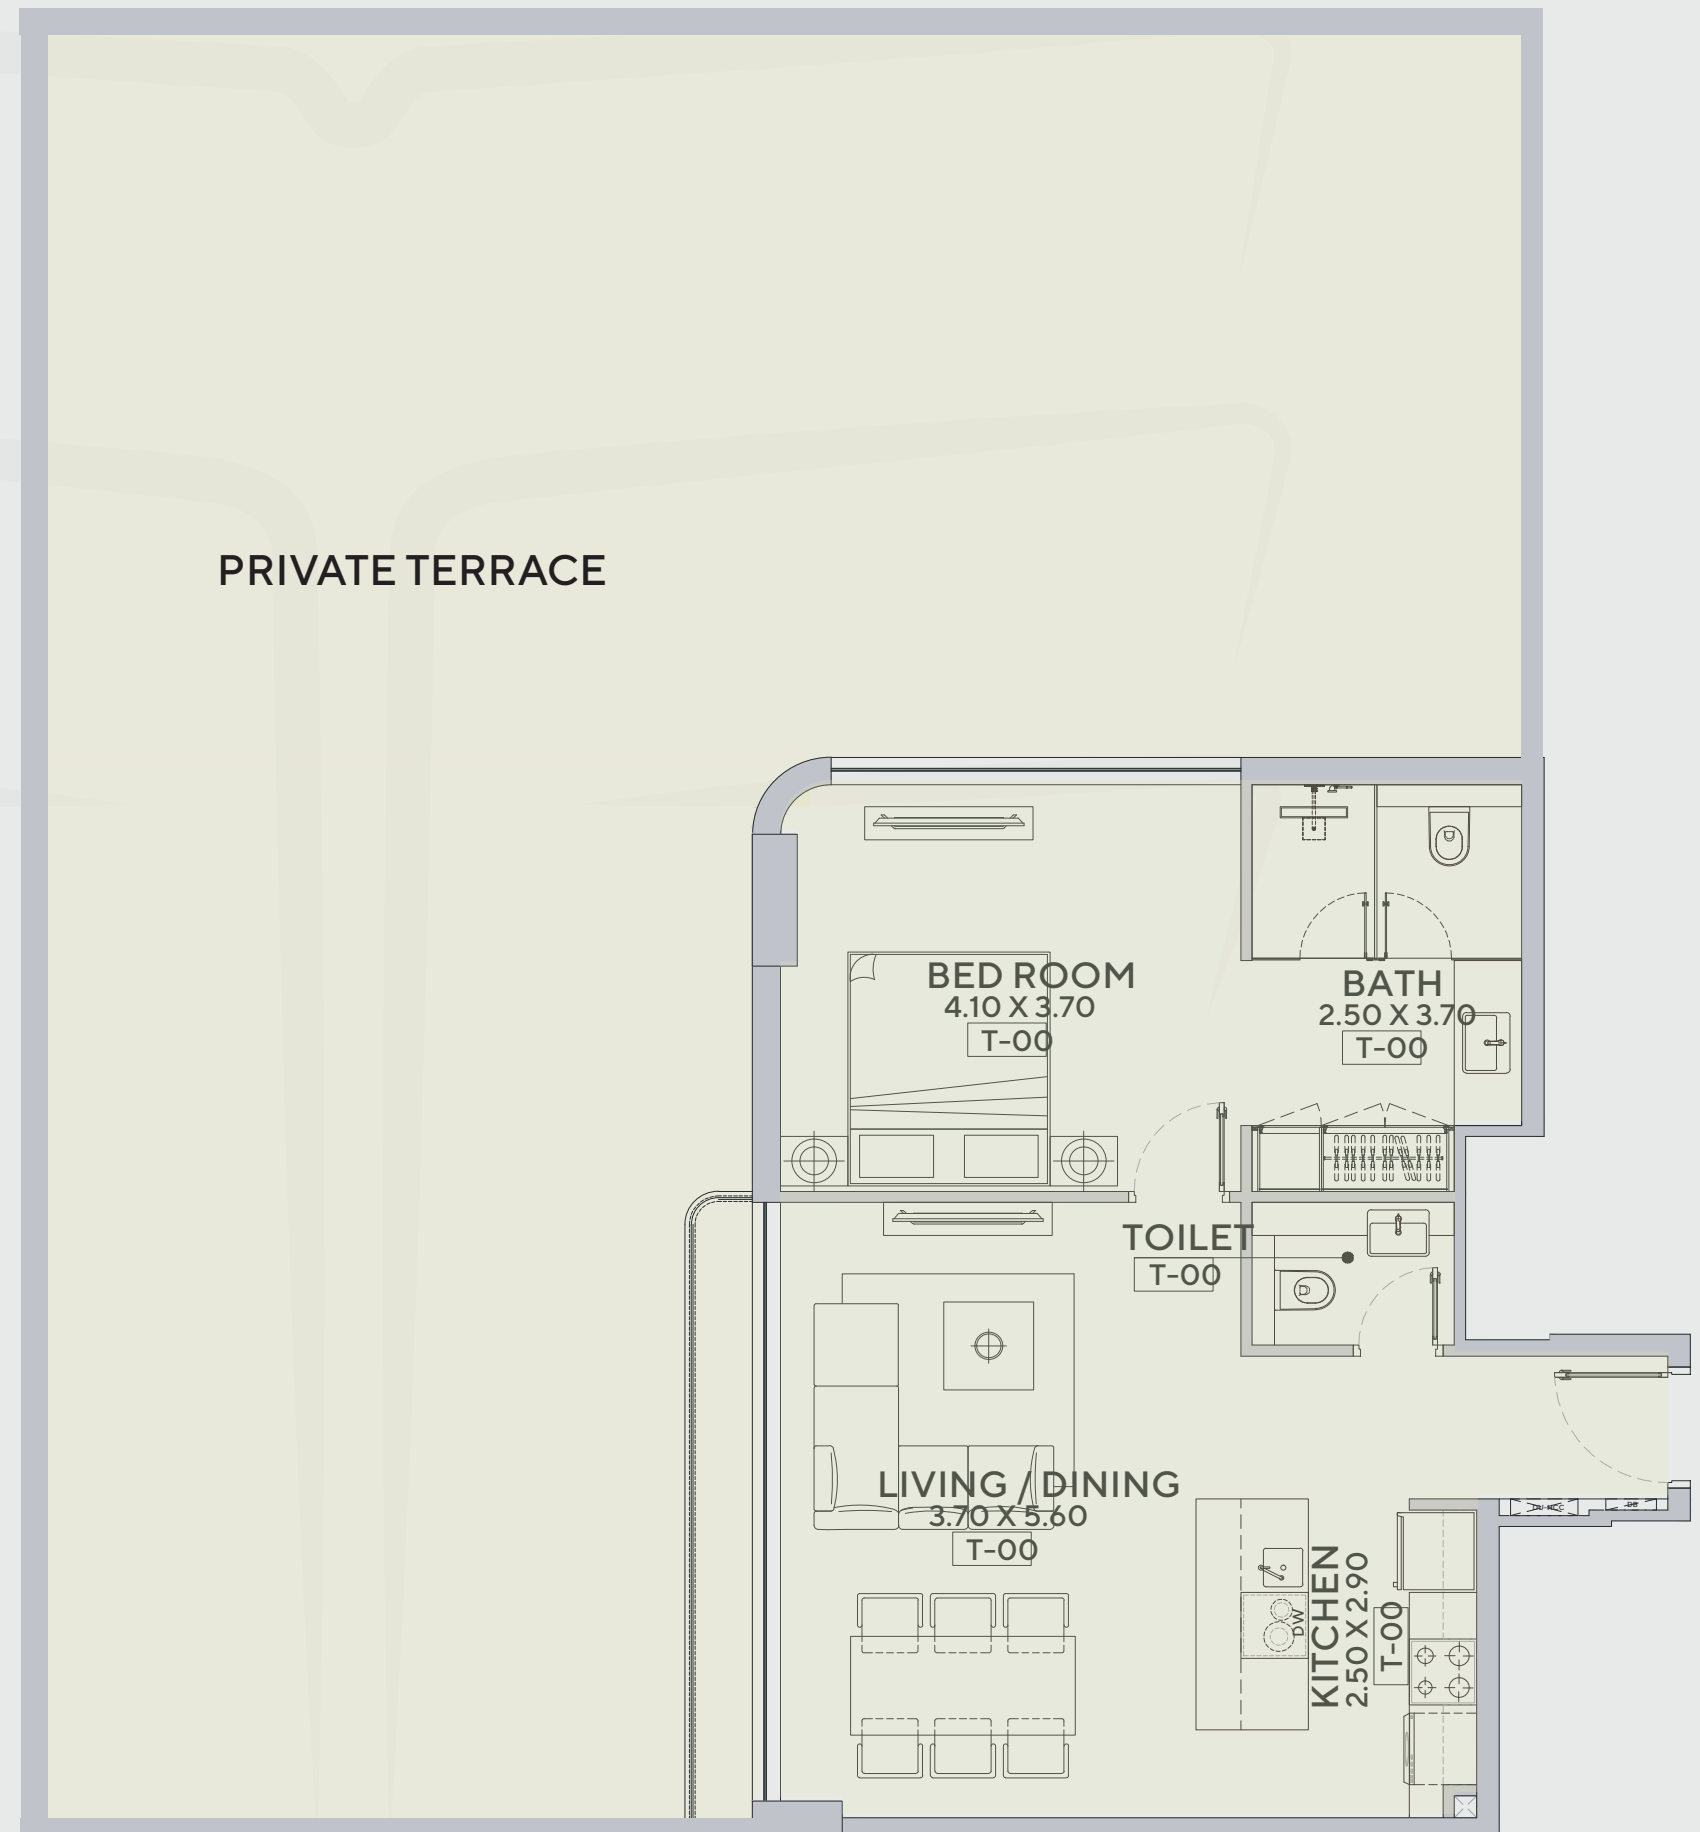 PRIVATE TERRACE
BED ROOM
4.10 X 3.70
T-00
BATH
2.50 X 3.70
T-00
TOILET
T-00
LIVING / DINING
3.70 X 5.60
T-00
KITCHEN
2.50 X 2.90
T-00
DW
DB